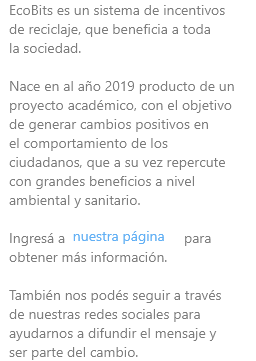 EcoBits es un sistema de incentivos
de reciclaje, que beneficia a toda
la sociedad.
Nace en al año 2019 producto de un
proyecto académico, con el objetivo
de generar cambios positivos en
el comportamiento de los
ciudadanos, que a su vez repercute
con grandes beneficios a nivel
ambiental y sanitario.
Ingresá a nuestra página para
obtener más información.
También nos podés seguir a través
de nuestras redes sociales para
ayudarnos a difundir el mensaje y
ser parte del cambio.